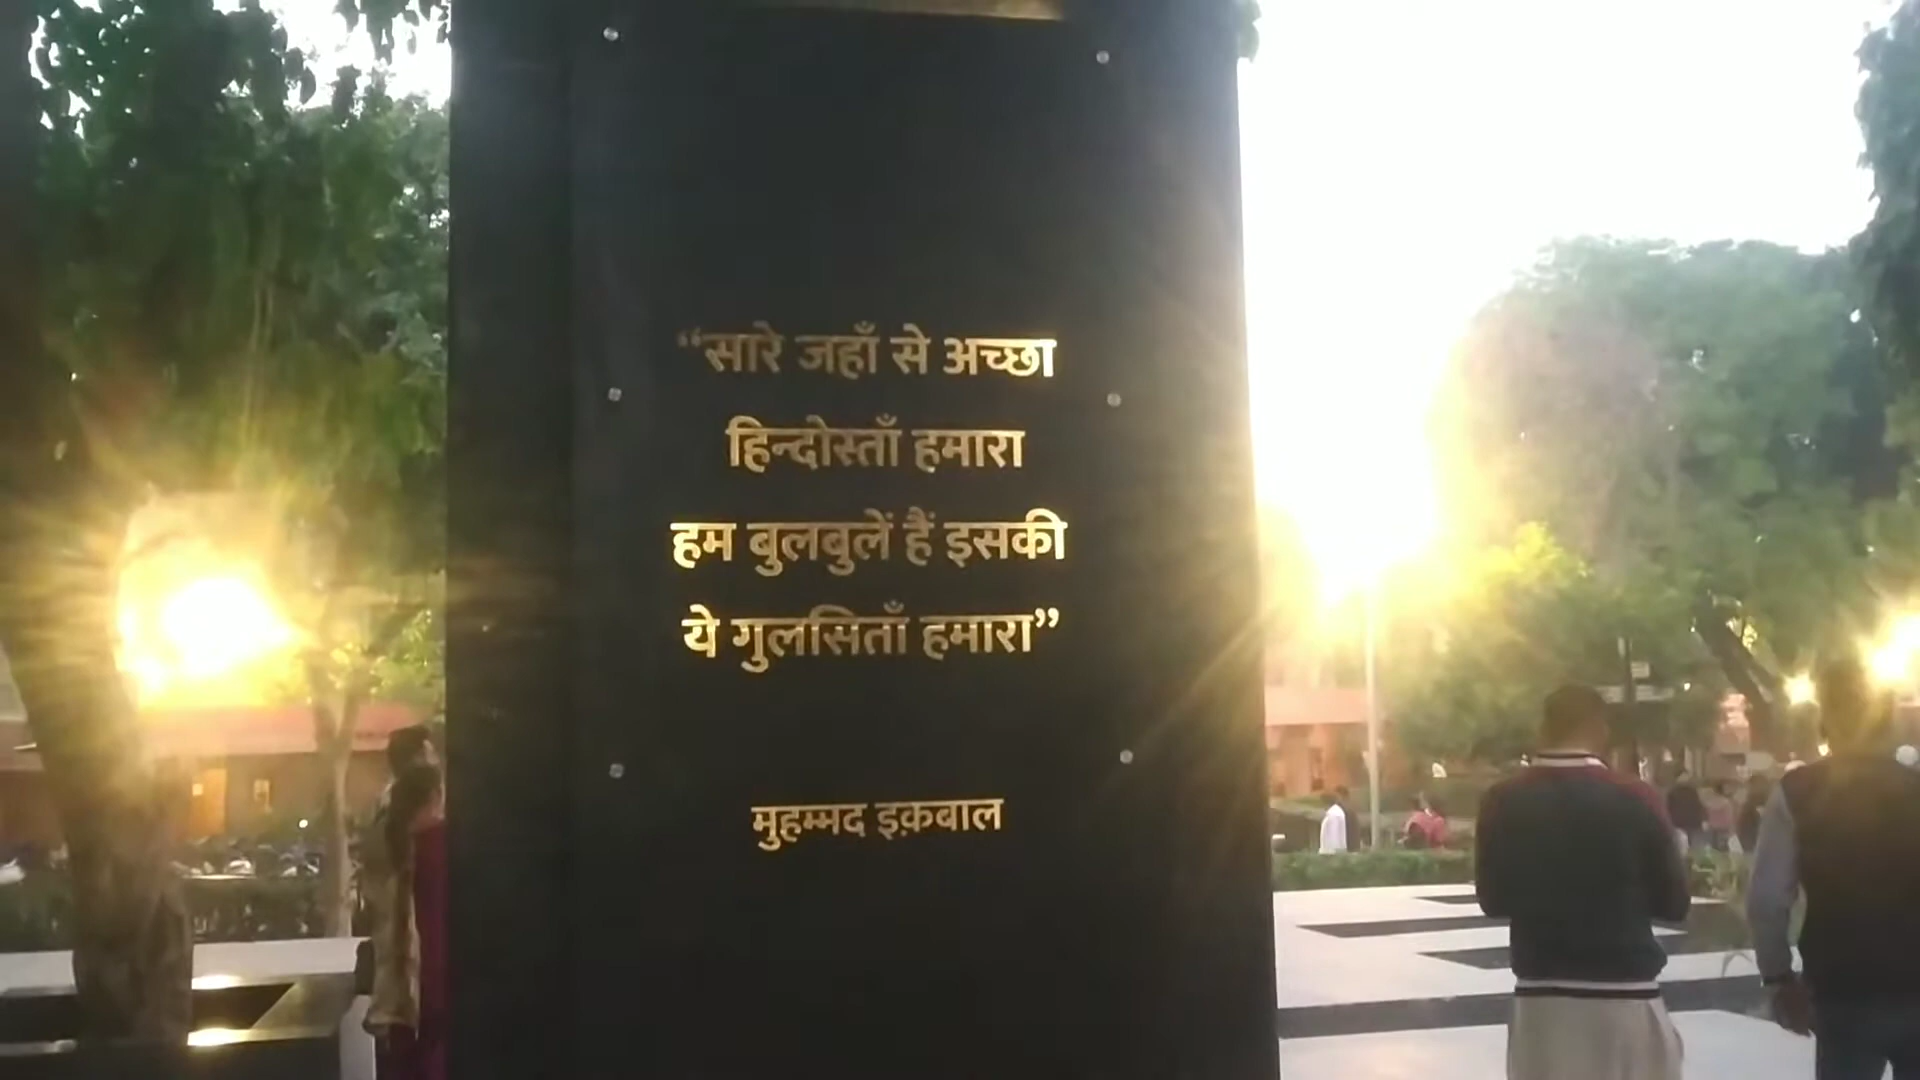 “सारे जहाँ से अच्छा
हिन्दोस्ताँ हमारा
हम बुलबुलें हैं इसकी
ये गुलसिताँ हमारा”
मुहम्मद इक़बाल